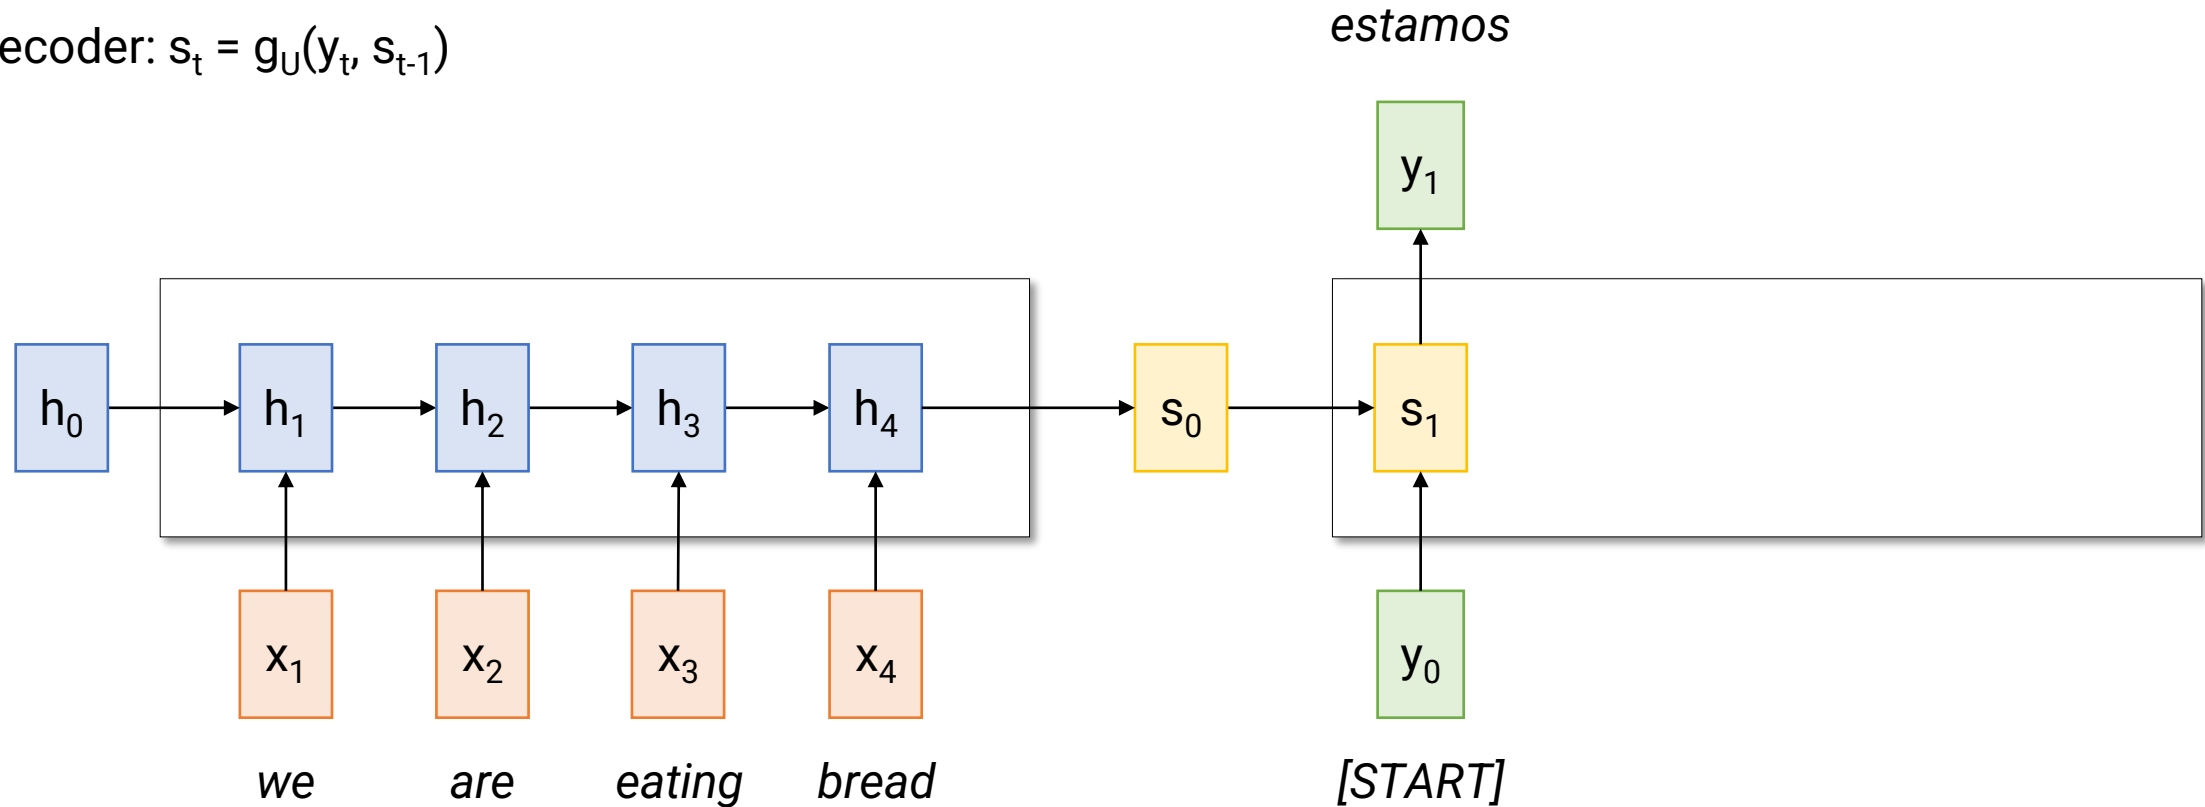 estamos
ecoder: sₜ = g_U(yₜ, sₜ₋₁)
y₁
h₀ h₁ h₂ h₃ h₄ s₀ s₁
x₁ x₂ x₃ x₄ y₀
we are eating bread [START]